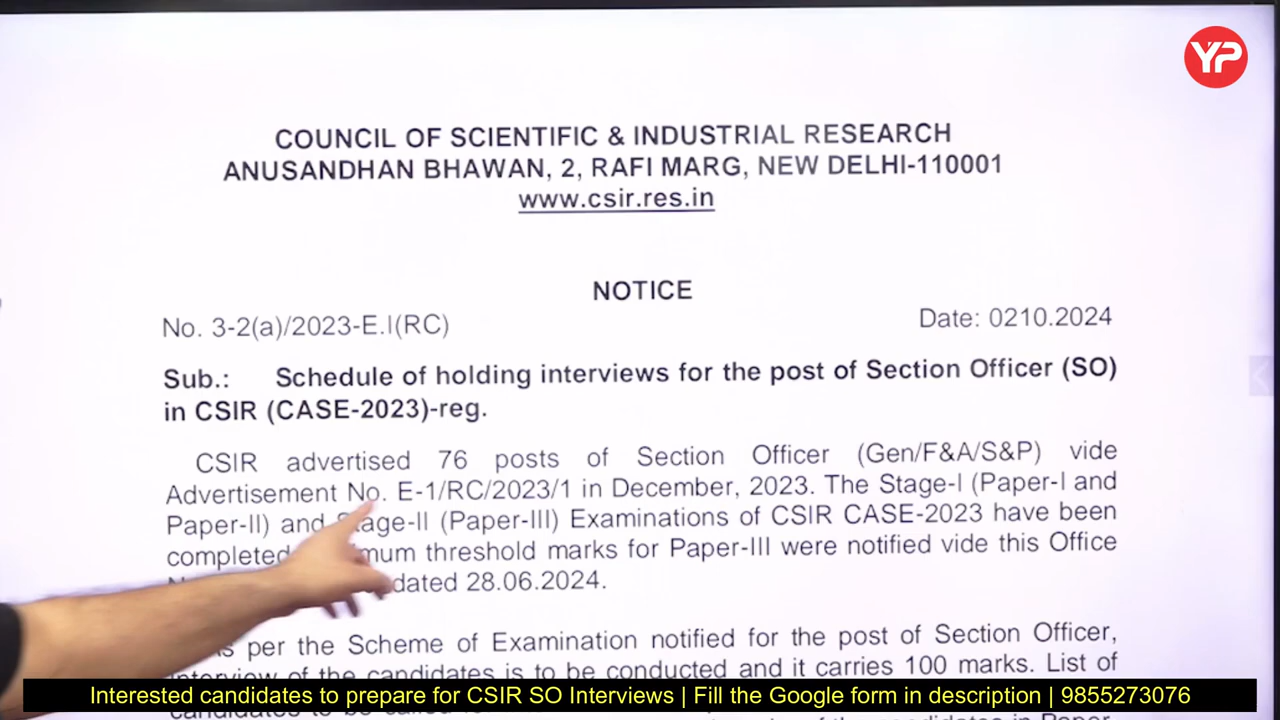 YP
COUNCIL OF SCIENTIFIC & INDUSTRIAL RESEARCH
ANUSANDHAN BHAWAN, 2, RAFI MARG, NEW DELHI-110001
www.csir.res.in
NOTICE
No. 3-2(a)/2023-E.I(RC)
Date: 0210.2024
Sub.: Schedule of holding interviews for the post of Section Officer (SO)
in CSIR (CASE-2023)-reg.
CSIR advertised 76 posts of Section Officer (Gen/F&A/S&P) vide
Advertisement No. E-1/RC/2023/1 in December, 2023. The Stage-I (Paper-I and
Paper-II) and Stage-II (Paper-III) Examinations of CSIR CASE-2023 have been
completed threshold marks for Paper-III were notified vide this Office
dated 28.06.2024.
As per the Scheme of Examination notified for the post of Section Officer,
interview of the candidates is to be conducted and it carries 100 marks. List of
Interested candidates to prepare for CSIR SO Interviews | Fill the Google form in description | 9855273076